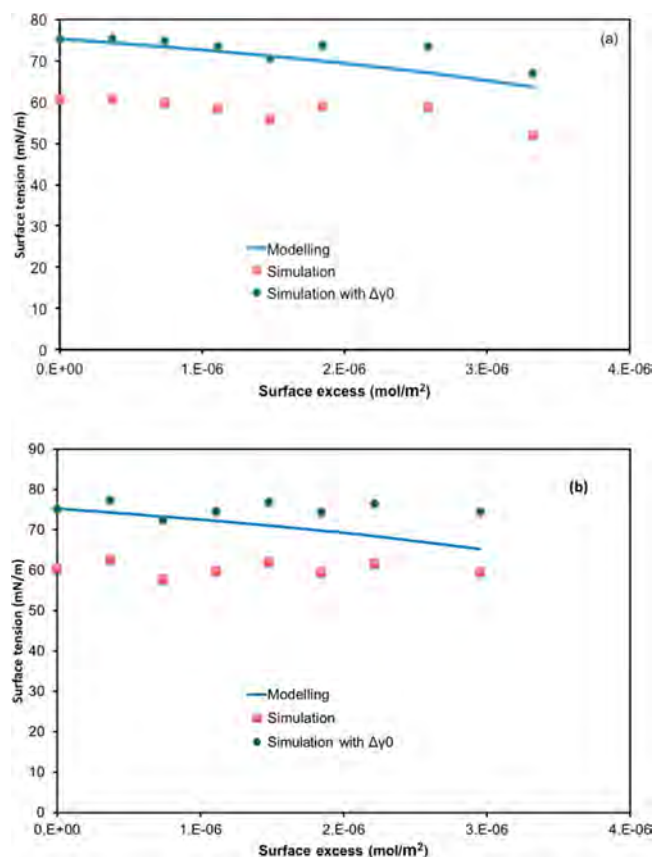 80
(a)
70
60
50
40
30
20
10
0
Surface tension (mN/m)
Modelling
Simulation
Simulation with Δγ0
0.E+00 1.E-06 2.E-06 3.E-06 4.E-06
Surface excess (mol/m²)
90
(b)
80
70
60
50
40
30
20
10
0
Surface tension (mN/m)
Modelling
Simulation
Simulation with Δγ0
0.E+00 1.E-06 2.E-06 3.E-06 4.E-06
Surface excess (mol/m²)